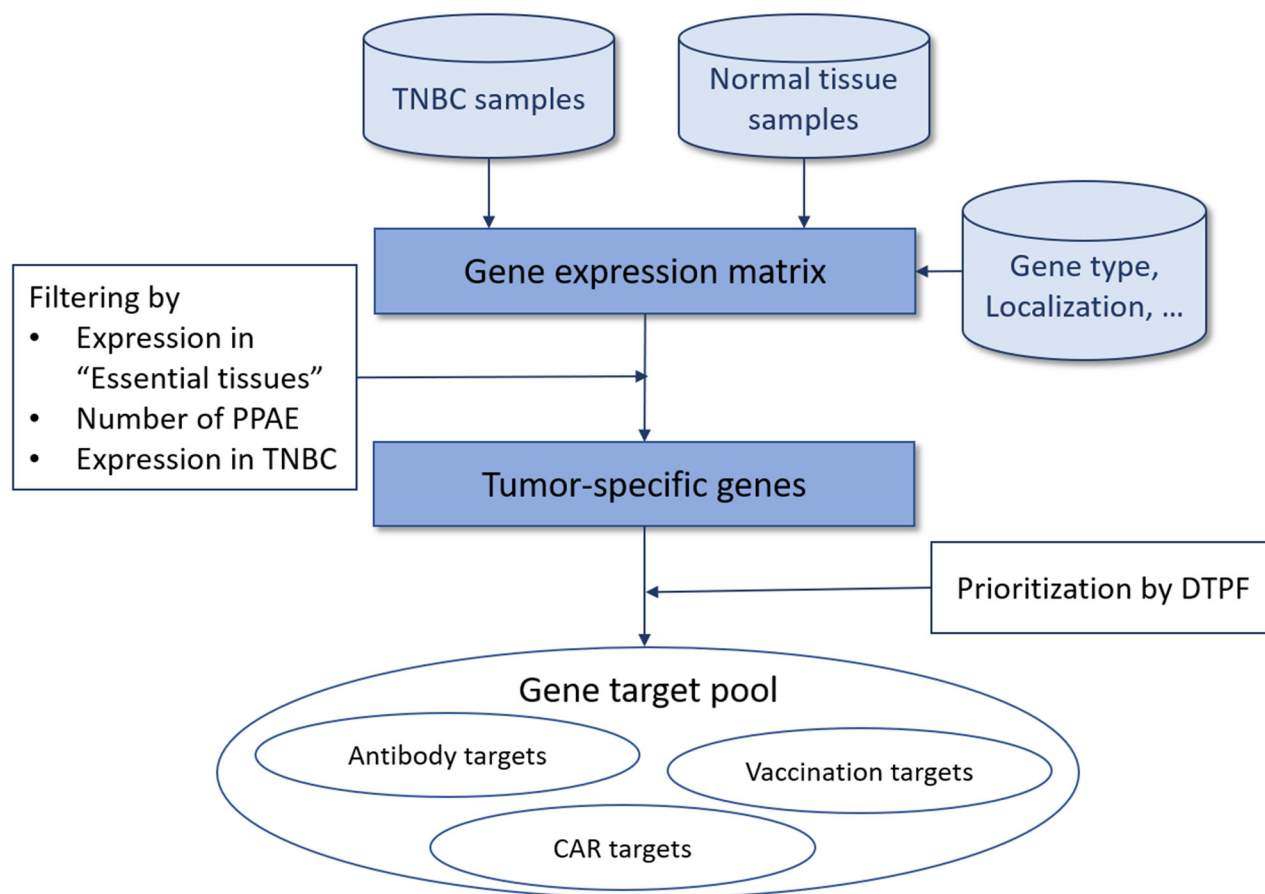 TNBC samples
Normal tissue
samples
Gene expression matrix
Gene type,
Localization, ...
Filtering by
• Expression in
“Essential tissues”
• Number of PPAE
• Expression in TNBC
Tumor-specific genes
Prioritization by DTPF
Gene target pool
Antibody targets
Vaccination targets
CAR targets